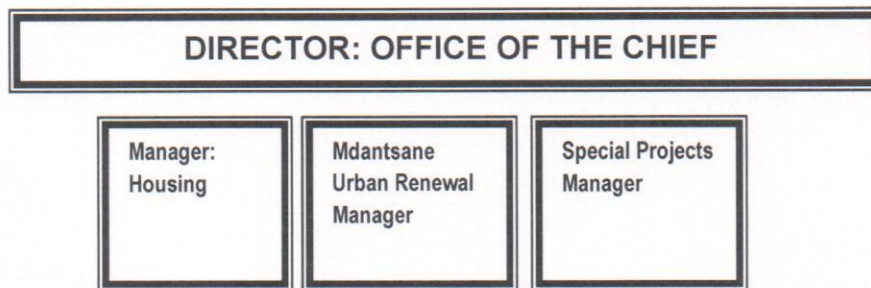 DIRECTOR: OFFICE OF THE CHIEF
Manager:
Housing
Mdantsane
Urban Renewal
Manager
Special Projects
Manager